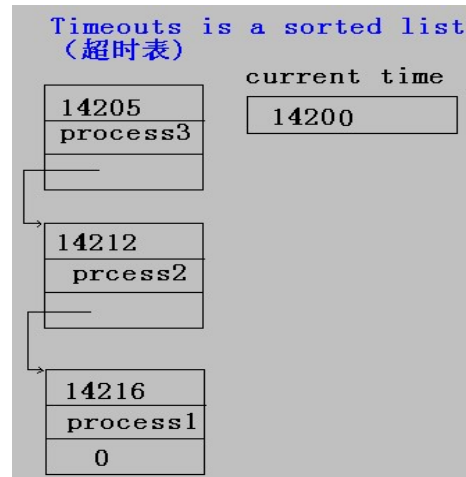 Timeouts is a sorted list
(超时表)
current time
14200
14205
process3
14212
prcess2
14216
process1
0